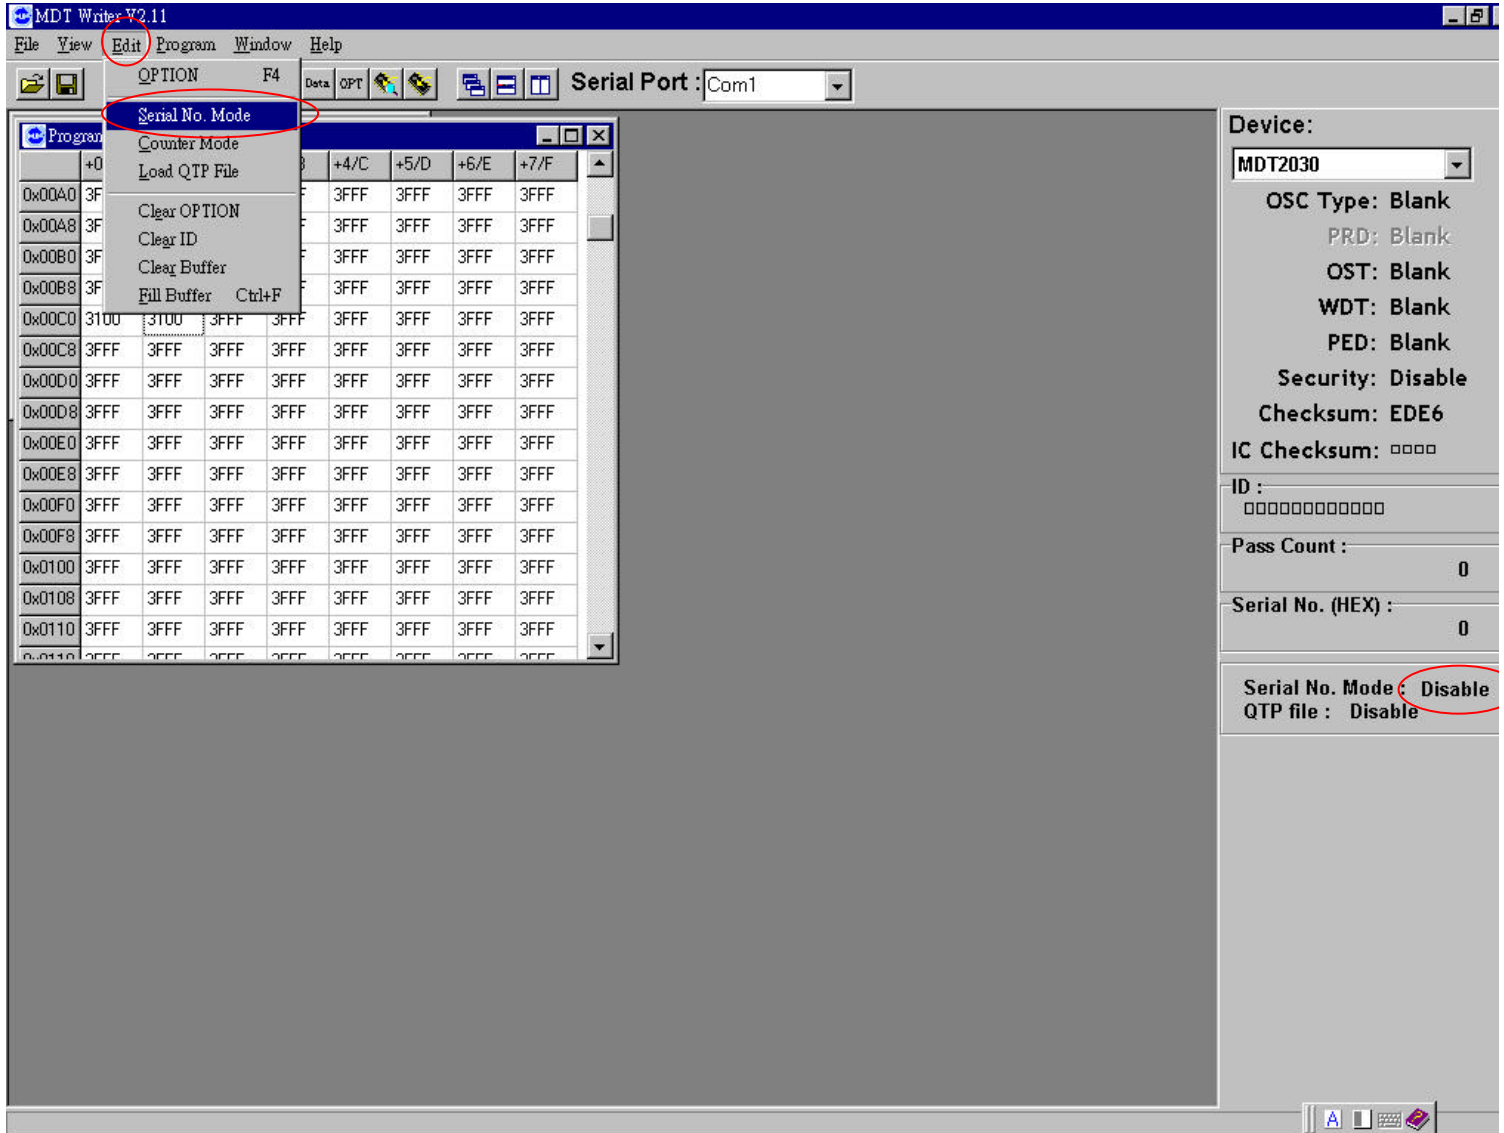 MDT Writer V2.11
File View Edit Program Window Help
Data OPT Serial Port : Com1
OPTION F4
Serial No. Mode
Counter Mode
Load QTP File
Clear OPTION
Clear ID
Clear Buffer
Fill Buffer Ctrl+F
+4/C +5/D +6/E +7/F
0x00A0 3FFF 3FFF 3FFF 3FFF
0x00A8 3FFF 3FFF 3FFF 3FFF
0x00B0 3FFF 3FFF 3FFF 3FFF
0x00B8 3FFF 3FFF 3FFF 3FFF
0x00C0 3100 3100 3FFF 3FFF 3FFF 3FFF 3FFF 3FFF
0x00C8 3FFF 3FFF 3FFF 3FFF 3FFF 3FFF 3FFF 3FFF
0x00D0 3FFF 3FFF 3FFF 3FFF 3FFF 3FFF 3FFF 3FFF
0x00D8 3FFF 3FFF 3FFF 3FFF 3FFF 3FFF 3FFF 3FFF
0x00E0 3FFF 3FFF 3FFF 3FFF 3FFF 3FFF 3FFF 3FFF
0x00E8 3FFF 3FFF 3FFF 3FFF 3FFF 3FFF 3FFF 3FFF
0x00F0 3FFF 3FFF 3FFF 3FFF 3FFF 3FFF 3FFF 3FFF
0x00F8 3FFF 3FFF 3FFF 3FFF 3FFF 3FFF 3FFF 3FFF
0x0100 3FFF 3FFF 3FFF 3FFF 3FFF 3FFF 3FFF 3FFF
0x0108 3FFF 3FFF 3FFF 3FFF 3FFF 3FFF 3FFF 3FFF
0x0110 3FFF 3FFF 3FFF 3FFF 3FFF 3FFF 3FFF 3FFF
Device:
MDT2030
OSC Type: Blank
PRD: Blank
OST: Blank
WDT: Blank
PED: Blank
Security: Disable
Checksum: EDE6
IC Checksum: □□□□
ID :
□□□□□□□□□□□□
Pass Count :
0
Serial No. (HEX) :
0
Serial No. Mode : Disable
QTP file : Disable
A